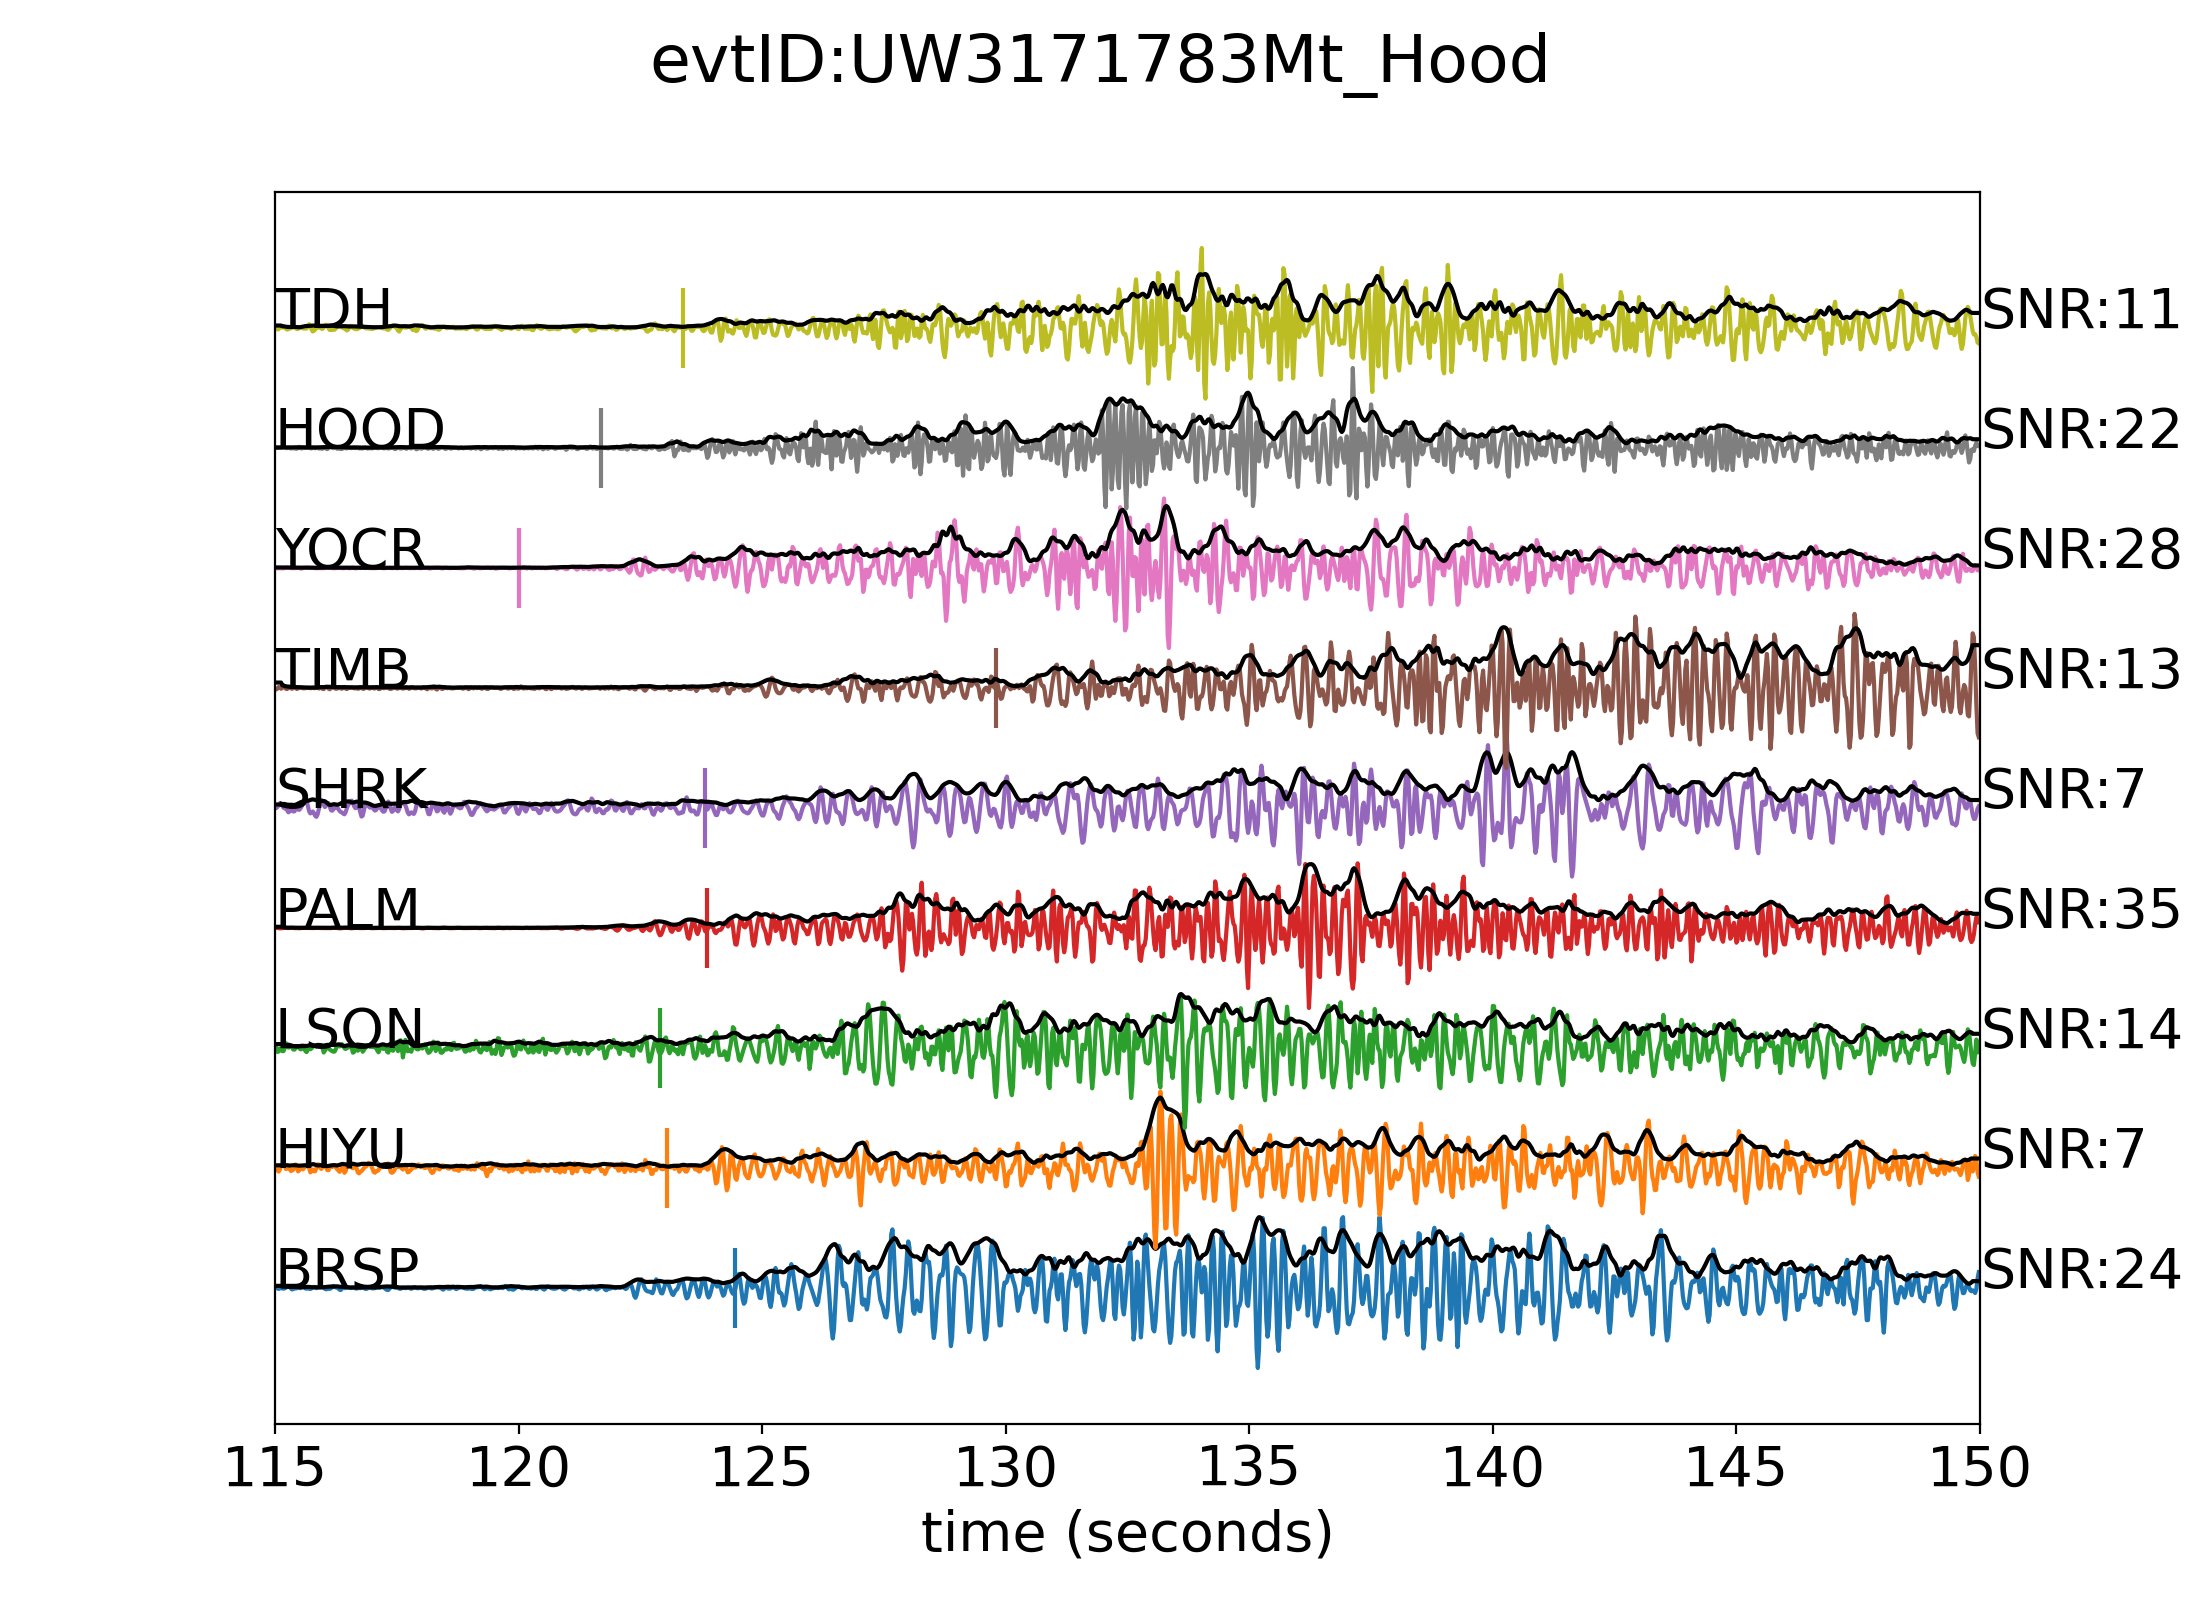 evtID:UW3171783Mt_Hood
TDH SNR:11
HOOD SNR:22
YOCR SNR:28
TIMB SNR:13
SHRK SNR:7
PALM SNR:35
LSON SNR:14
HIYU SNR:7
BRSP SNR:24
115 120 125 130 135 140 145 150
time (seconds)